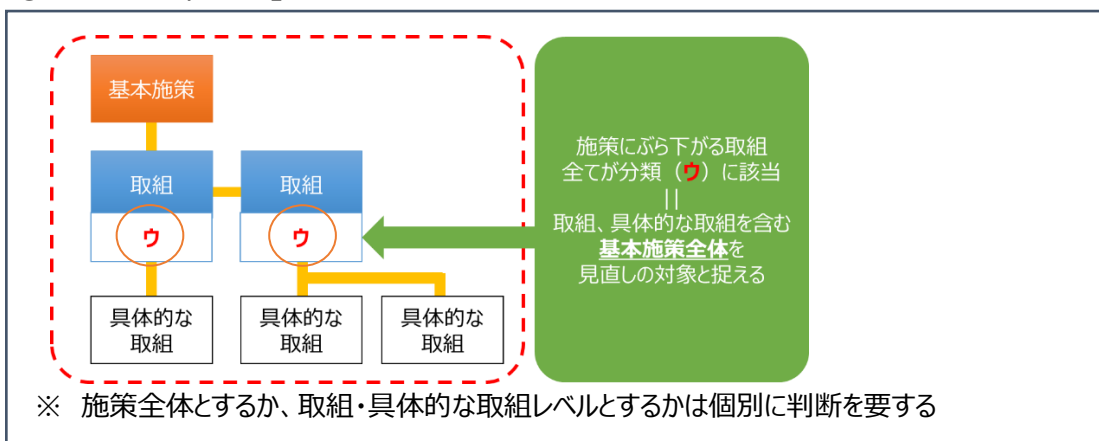 基本施策
取組
取組
ウ
ウ
具体的な
取組
具体的な
取組
具体的な
取組
施策にぶら下がる取組
全てが分類（ウ）に該当
||
取組、具体的な取組を含む
基本施策全体を
見直しの対象と捉える
※ 施策全体とするか、取組・具体的な取組レベルとするかは個別に判断を要する